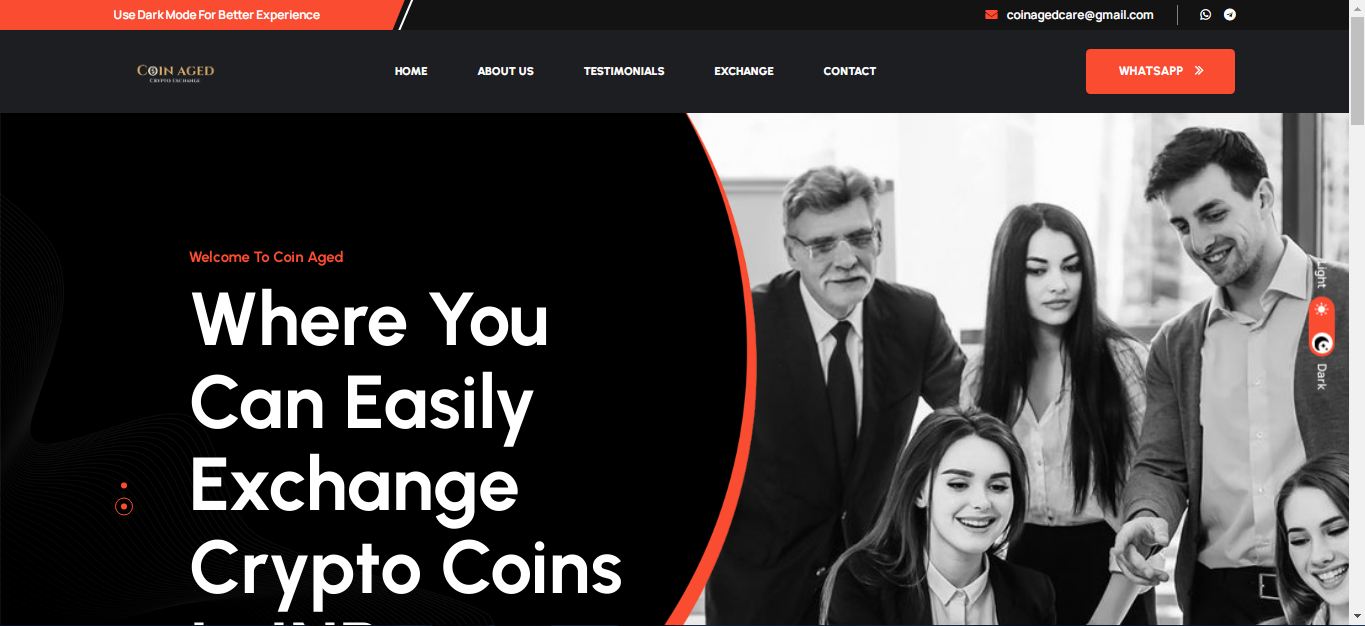 Use Dark Mode For Better Experience
coinagedcare@gmail.com
COIN AGED
CRYPTO EXCHANGE
HOME
ABOUT US
TESTIMONIALS
EXCHANGE
CONTACT
WHATSAPP
Welcome To Coin Aged
Where You
Can Easily
Exchange
Crypto Coins
Light
Dark